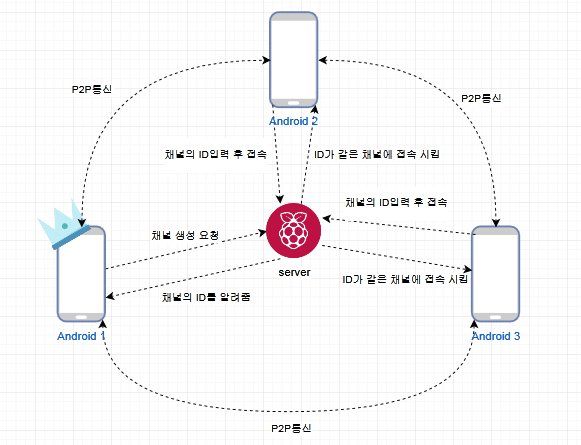 P2P통신
Android 2
P2P통신
채널의 ID입력 후 접속
ID가 같은 채널에 접속 시킴
채널의 ID입력 후 접속
채널 생성 요청
server
ID가 같은 채널에 접속 시킴
채널의 ID를 알려줌
Android 1
Android 3
P2P통신